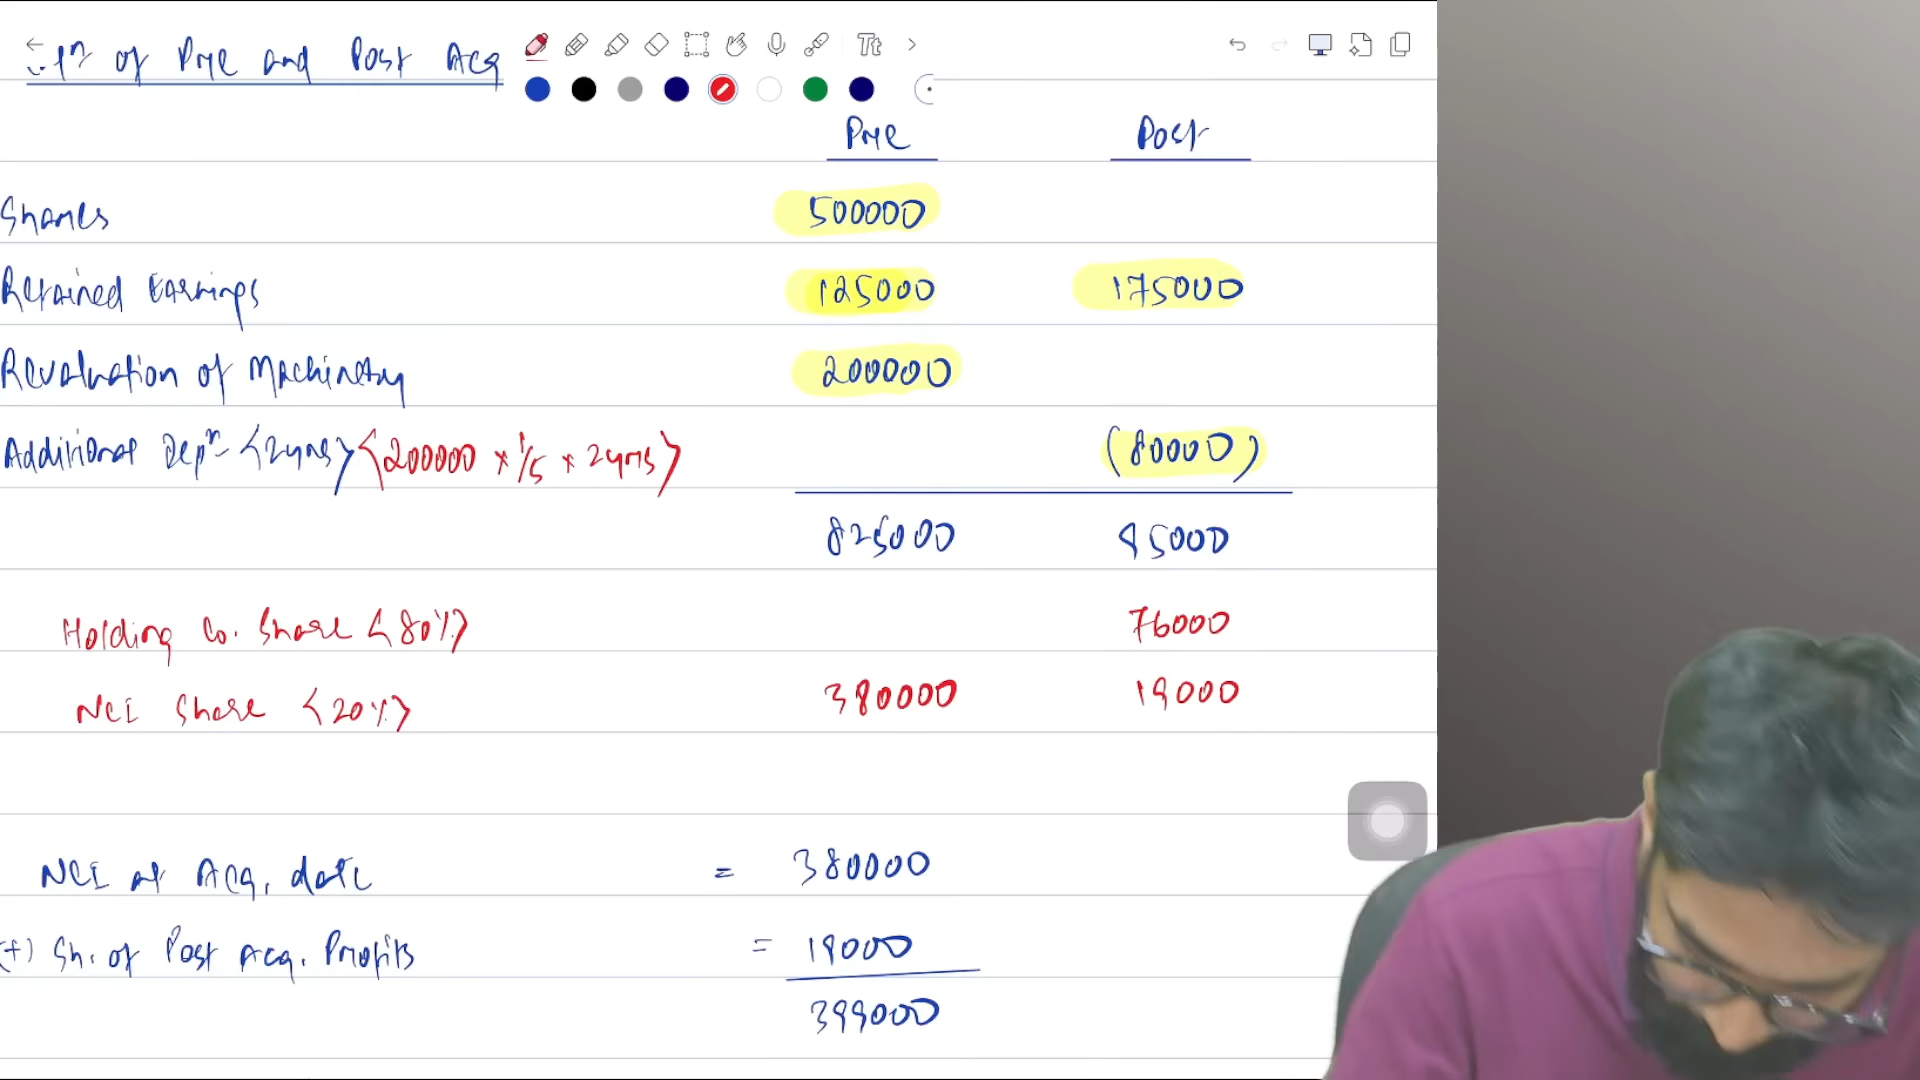 of Pre and Post Acq
Tt
Pre Post
Shares 500000
Retained Earnings 125000 175000
Revaluation of Machinery 200000
Additional Depn <2yrs> <200000 x 1/5 x 2yrs> (80000)
825000 95000
Holding Co. Share <80%> 76000
NCI Share <20%> 380000 19000
NCI at Acq. date = 380000
(+) Sh. of Post Acq. Profits = 19000
399000